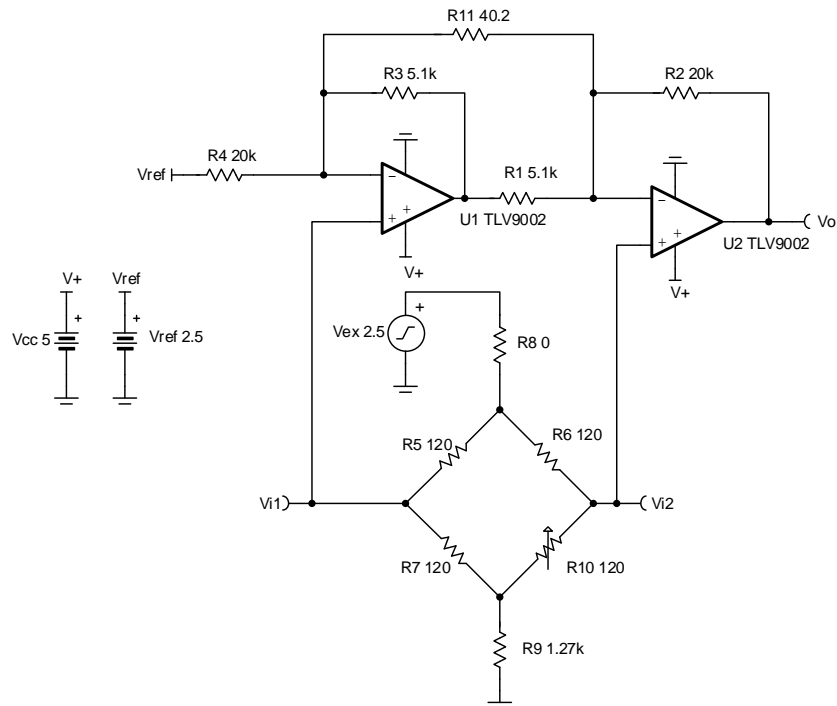 R11 40.2
R3 5.1k
R2 20k
Vref
R4 20k
−
+
+
R1 5.1k
U1 TLV9002
V+
−
+
+
Vo
U2 TLV9002
V+
V+
Vref
+
+
Vcc 5
Vref 2.5
+
Vex 2.5
R8 0
R5 120
R6 120
Vi1
Vi2
R7 120
R10 120
R9 1.27k